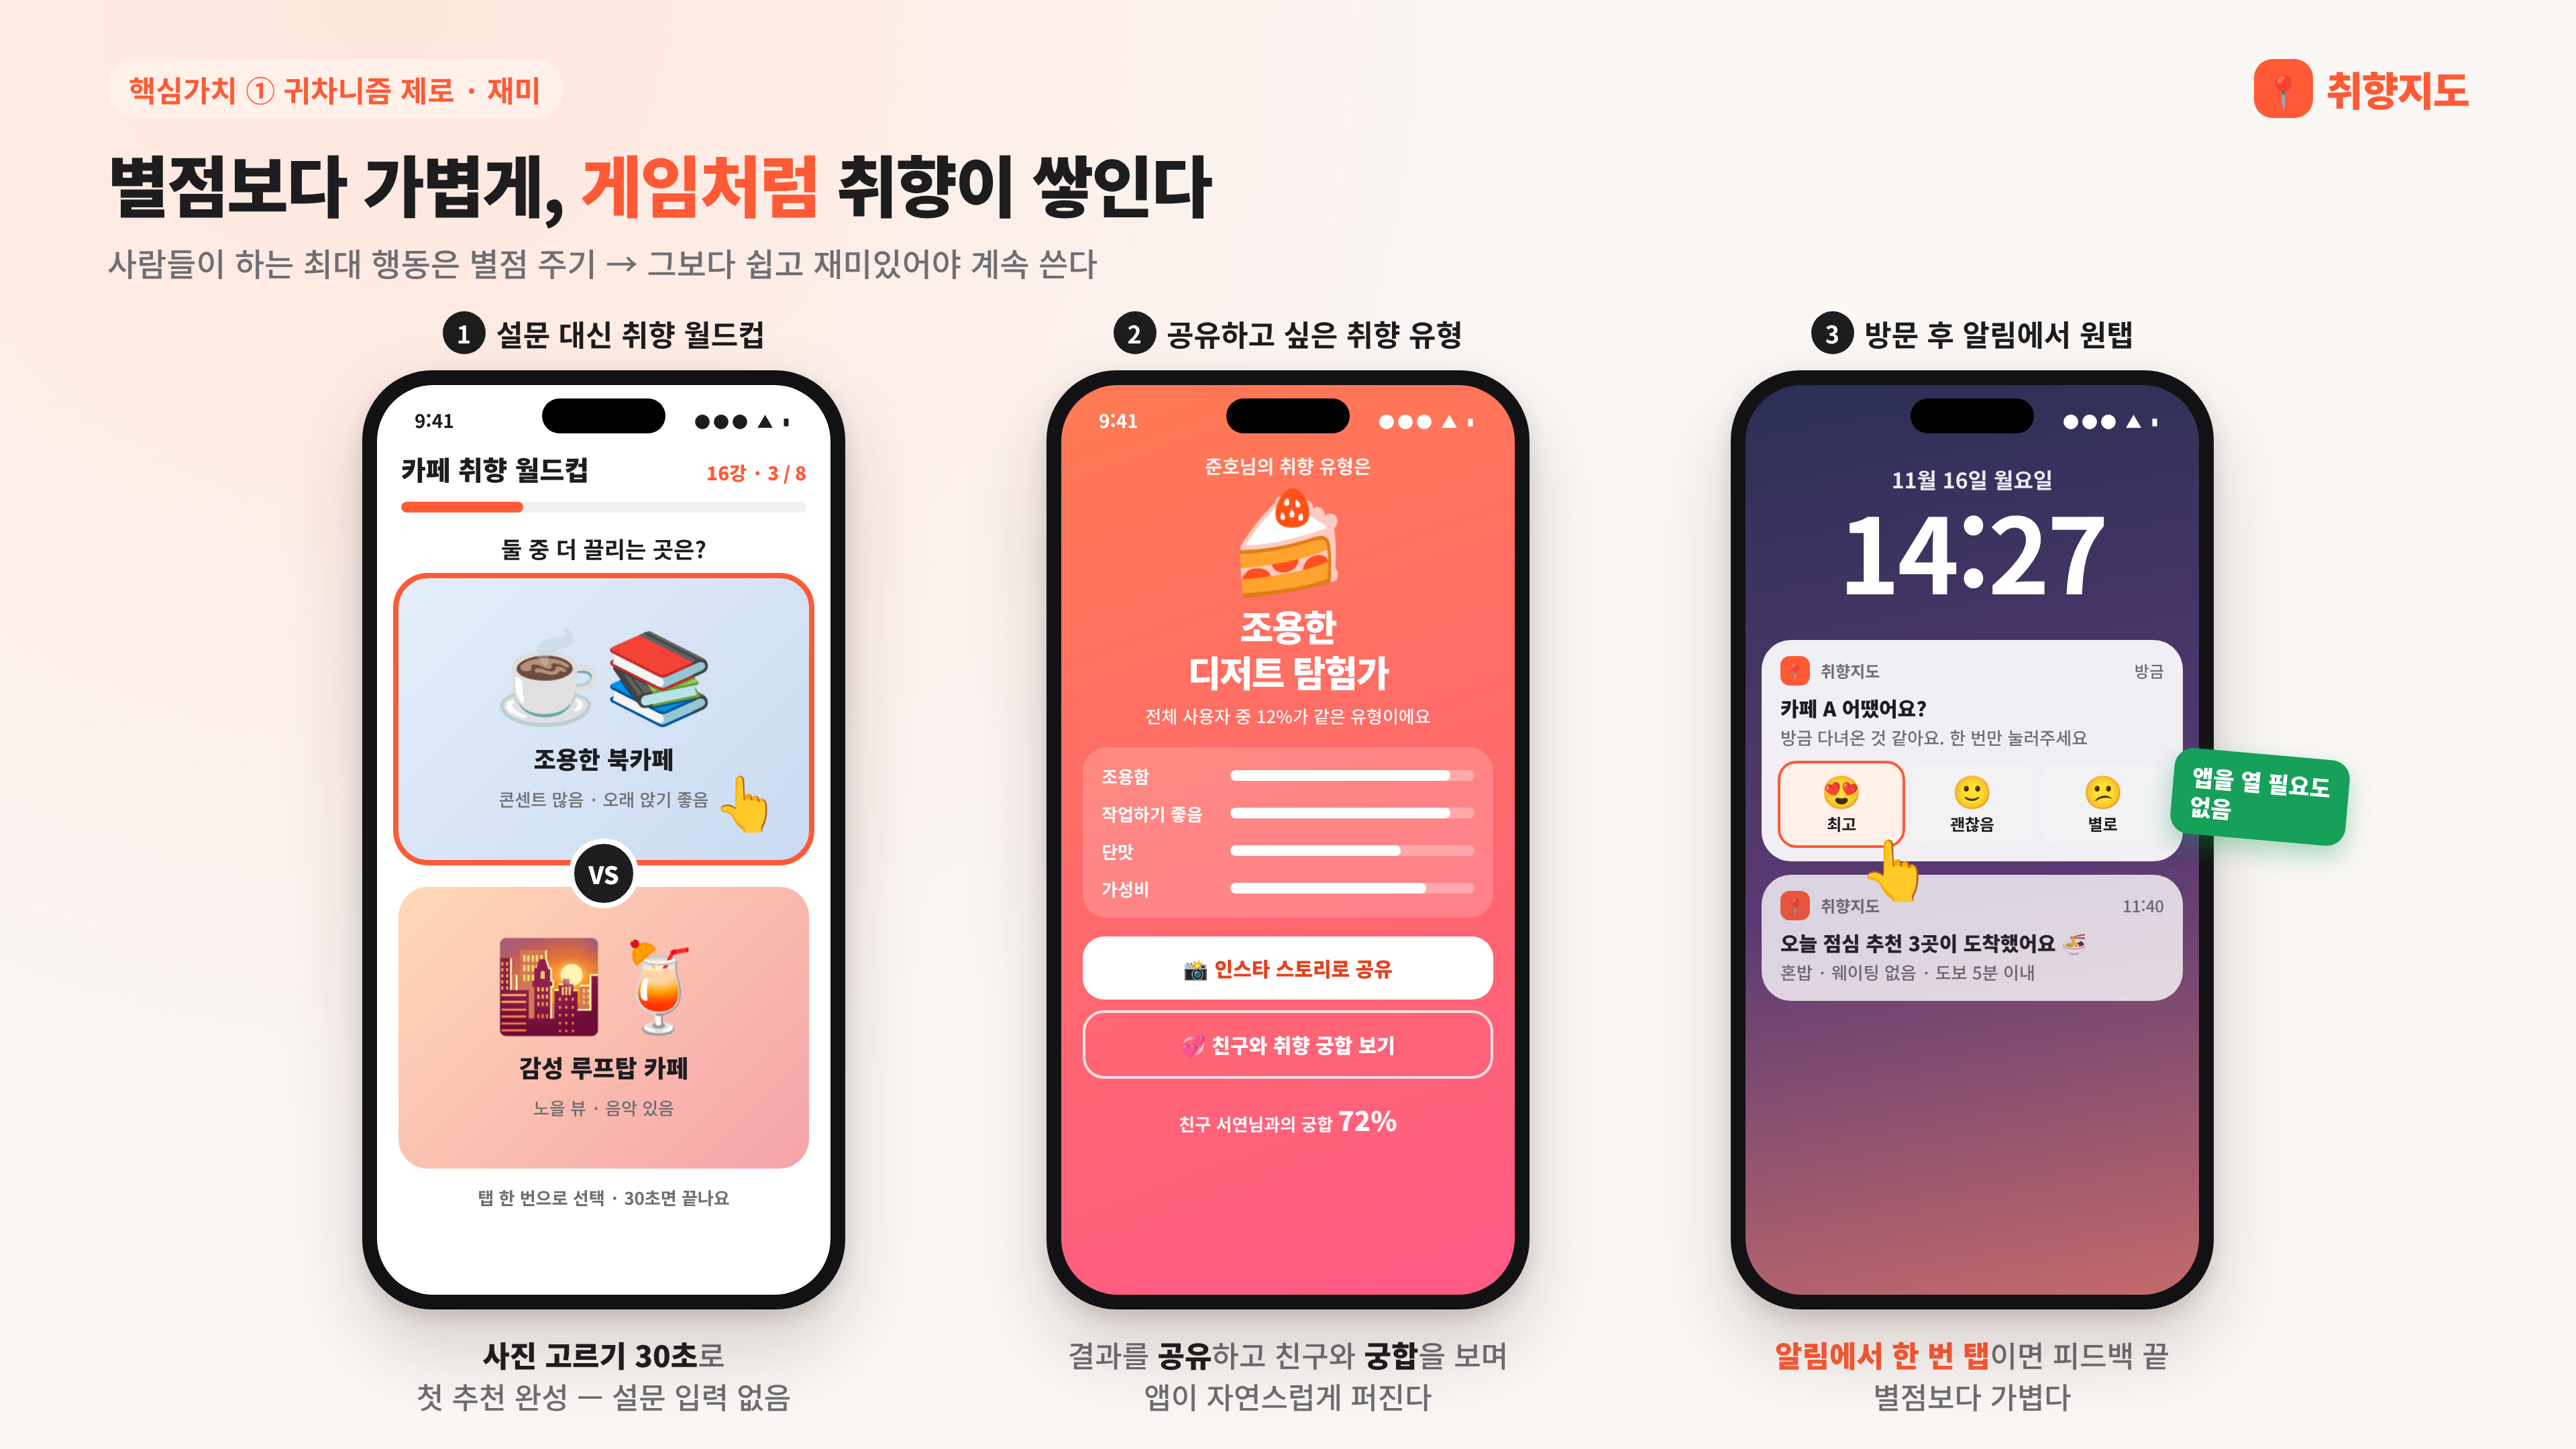 핵심가치 ① 귀차니즘 제로 · 재미
취향지도
별점보다 가볍게, 게임처럼 취향이 쌓인다
사람들이 하는 최대 행동은 별점 주기 → 그보다 쉽고 재미있어야 계속 쓴다
1 설문 대신 취향 월드컵
9:41
카페 취향 월드컵
16강 · 3 / 8
둘 중 더 끌리는 곳은?
조용한 북카페
콘센트 많음 · 오래 앉기 좋음
VS
감성 루프탑 카페
노을 뷰 · 음악 있음
탭 한 번으로 선택 · 30초면 끝나요
사진 고르기 30초로
첫 추천 완성 — 설문 입력 없음
2 공유하고 싶은 취향 유형
9:41
준호님의 취향 유형은
조용한
디저트 탐험가
전체 사용자 중 12%가 같은 유형이에요
조용함
작업하기 좋음
단맛
가성비
📸 인스타 스토리로 공유
💞 친구와 취향 궁합 보기
친구 서연님과의 궁합 72%
결과를 공유하고 친구와 궁합을 보며
앱이 자연스럽게 퍼진다
3 방문 후 알림에서 원탭
11월 16일 월요일
14:27
취향지도 방금
카페 A 어땠어요?
방금 다녀온 것 같아요. 한 번만 눌러주세요
최고 괜찮음 별로
앱을 열 필요도
없음
취향지도 11:40
오늘 점심 추천 3곳이 도착했어요 🍜
혼밥 · 웨이팅 없음 · 도보 5분 이내
알림에서 한 번 탭이면 피드백 끝
별점보다 가볍다